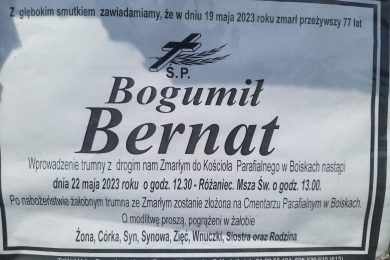 Z głębokim smutkiem zawiadamiamy, że w dniu 19 maja 2023 roku zmarł przeżywszy 77 lat
Ś.P.
Bogumił
Bernat
Wprowadzenie trumny z drogim nam Zmarłym do Kościoła Parafialnego w Boiskach nastąpi
dnia 22 maja 2023 roku o godz. 12.30 - Różaniec. Msza Św. o godz. 13.00.
Po nabożeństwie żałobnym trumna ze Zmarłym zostanie złożona na Cmentarzu Parafialnym w Boiskach.
O modlitwę proszą, pogrążeni w żałobie
Żona, Córka, Syn, Synowa, Zięć, Wnuczki, Siostra oraz Rodzina